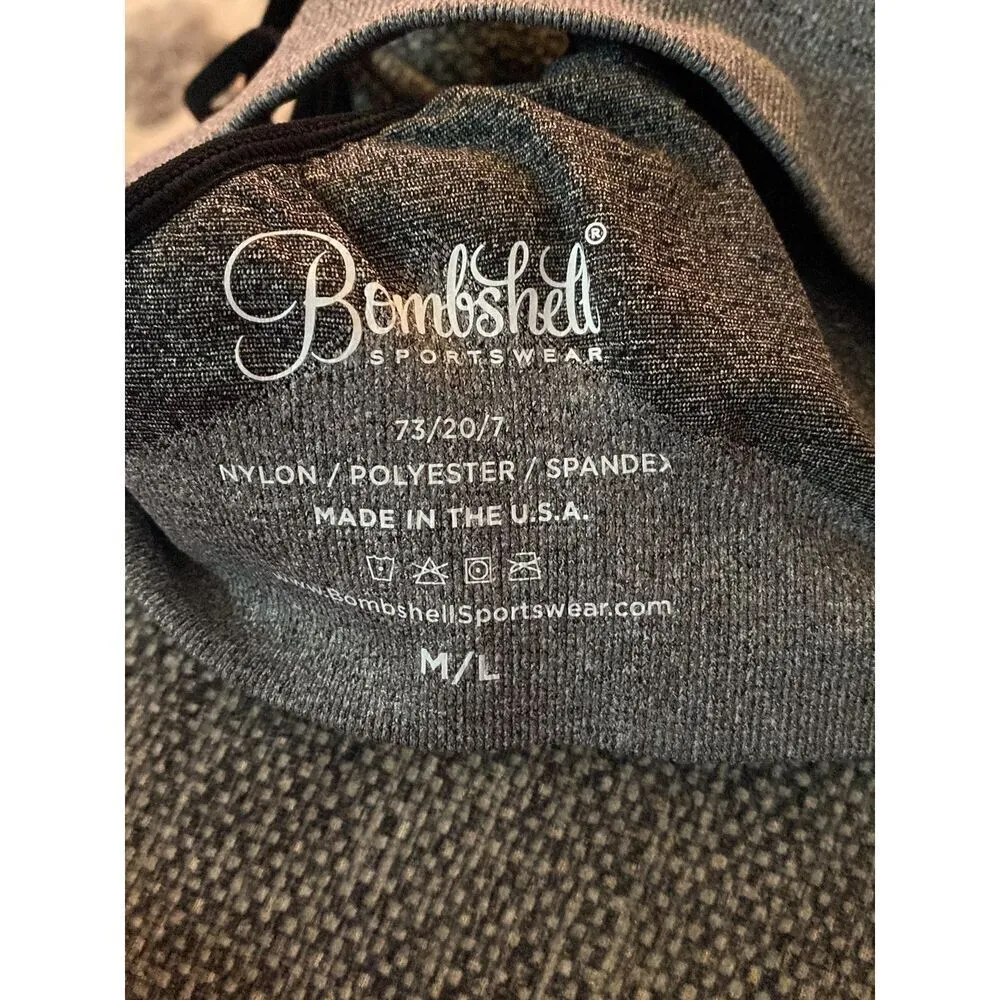 Bombshell®
SPORTSWEAR
73/20/7
NYLON / POLYESTER / SPANDEX
MADE IN THE U.S.A.
www.BombshellSportswear.com
M/L